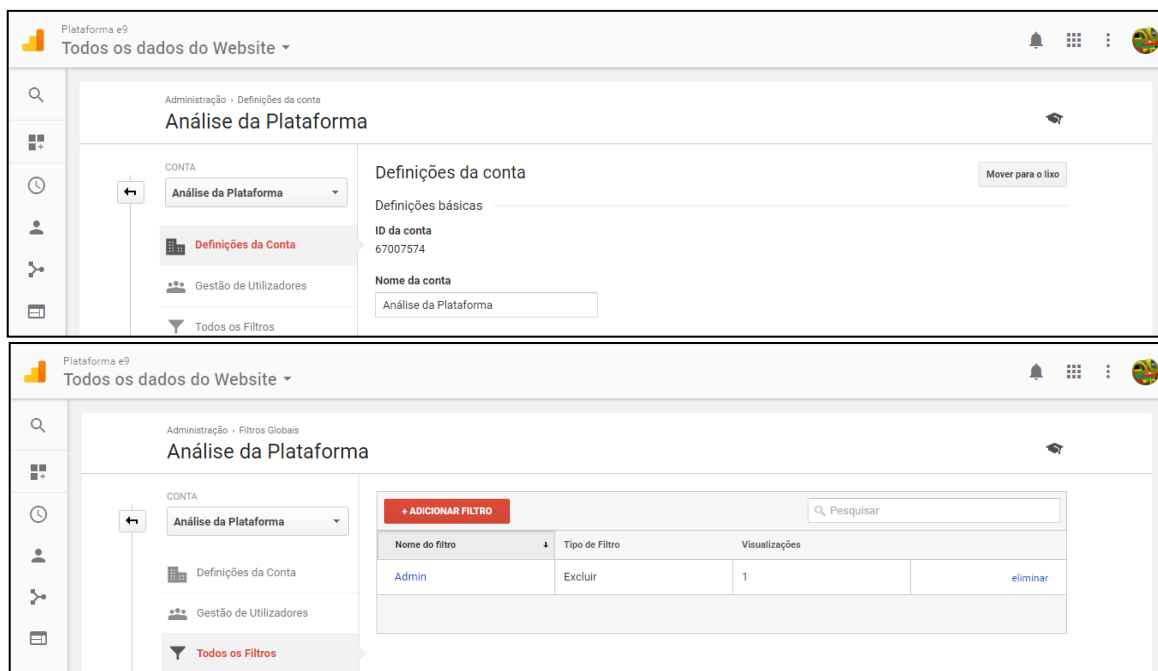 Plataforma e9
Todos os dados do Website
Administração › Definições da conta
Análise da Plataforma
CONTA
Análise da Plataforma
Definições da Conta
Gestão de Utilizadores
Todos os Filtros
Definições da conta
Mover para o lixo
Definições básicas
ID da conta
67007574
Nome da conta
Análise da Plataforma
Plataforma e9
Todos os dados do Website
Administração › Filtros Globais
Análise da Plataforma
CONTA
Análise da Plataforma
Definições da Conta
Gestão de Utilizadores
Todos os Filtros
+ ADICIONAR FILTRO
Pesquisar
Nome do filtro Tipo de Filtro Visualizações
Admin Excluir 1 eliminar